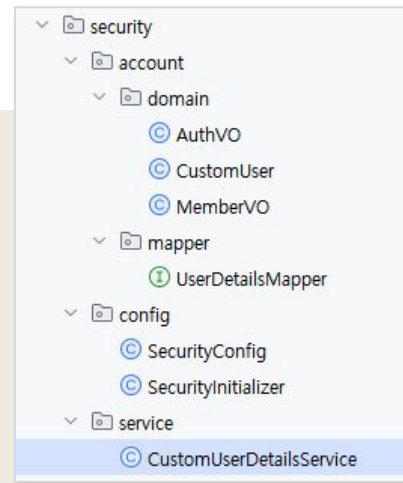 security
account
domain
AuthVO
CustomUser
MemberVO
mapper
UserDetailsMapper
config
SecurityConfig
SecurityInitializer
service
CustomUserDetailsService